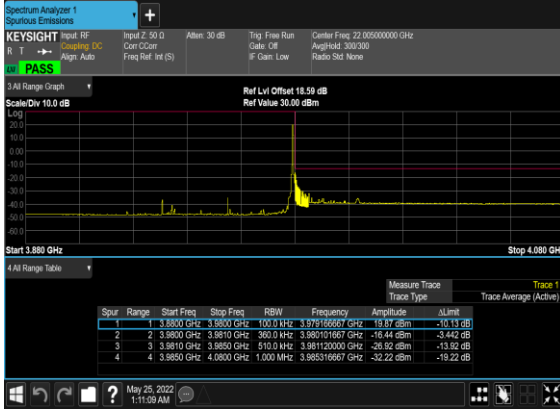 Spectrum Analyzer 1
Spurious Emissions
KEYSIGHT
R T
LXI PASS
Input: RF
Coupling: DC
Align: Auto
Input Z: 50 Ω
Corr CCorr
Freq Ref: Int (S)
Atten: 30 dB
Trig: Free Run
Gate: Off
IF Gain: Low
Center Freq: 22.005000000 GHz
Avg|Hold: 300/300
Radio Std: None
3 All Range Graph
Scale/Div 10.0 dB
Ref Lvl Offset 18.59 dB
Ref Value 30.00 dBm
Log
20.0
10.0
0.00
-10.0
-20.0
-30.0
-40.0
-50.0
-60.0
Start 3.880 GHz
Stop 4.080 GH
4 All Range Table
Measure Trace Trace 1
Trace Type Trace Average (Active)
Spur Range Start Freq Stop Freq RBW Frequency Amplitude ΔLimit
1 1 3.8800 GHz 3.9800 GHz 100.0 kHz 3.979166667 GHz 19.87 dBm -10.13 dB
2 2 3.9800 GHz 3.9810 GHz 360.0 kHz 3.980101667 GHz -16.44 dBm -3.442 dB
3 3 3.9810 GHz 3.9850 GHz 510.0 kHz 3.981120000 GHz -26.92 dBm -13.92 dB
4 4 3.9850 GHz 4.0800 GHz 1.000 MHz 3.985316667 GHz -32.22 dBm -19.22 dB
May 25, 2022
1:11:09 AM